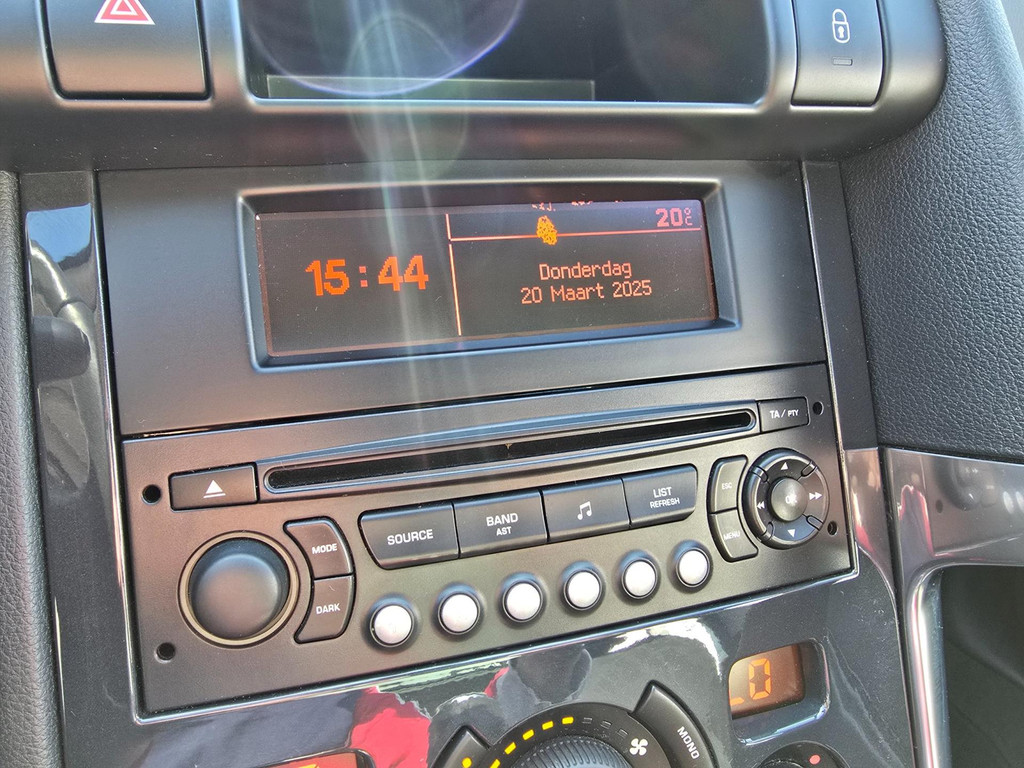 20°C
15:44
Donderdag
20 Maart 2025
TA / PTY
SOURCE
BAND
AST
LIST
REFRESH
ESC
OK
MENU
MODE
DARK
MONO